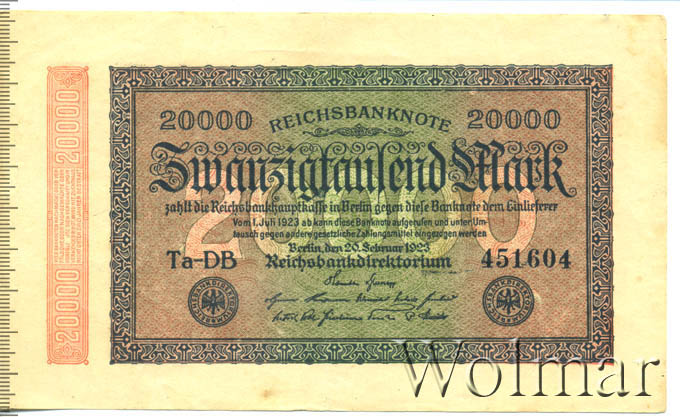 20000 REICHSBANKNOTE 20000
Zwanzigtausend Mark
zahlt die Reichsbankhauptkasse in Berlin gegen diese Banknote dem Einlieferer
Vom 1. Juli 1923 ab kann diese Banknote aufgerufen und unter Um-
tausch gegen andere gesetzliche Zahlungsmittel eingezogen werden
Berlin, den 20. Februar 1923
Ta-DB Reichsbankdirektorium 451604
20000
20000
20000
Wolmar